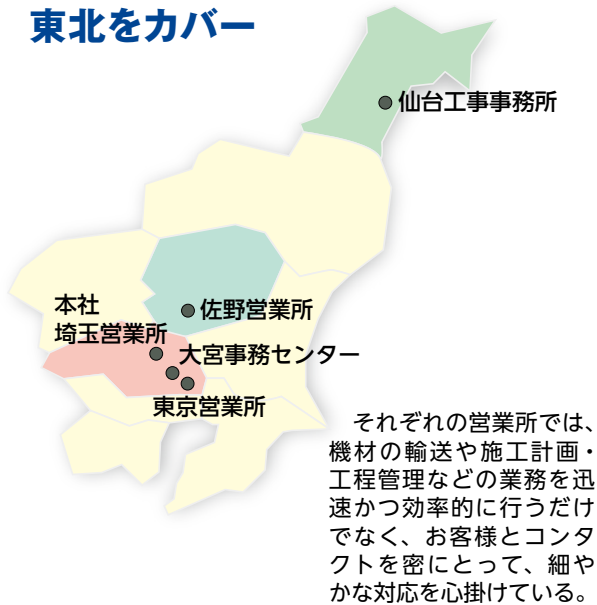 東北をカバー
仙台工事事務所
佐野営業所
本社
埼玉営業所
大宮事務センター
東京営業所
それぞれの営業所では、
機材の輸送や施工計画・
工程管理などの業務を迅
速かつ効率的に行うだけ
でなく、お客様とコンタ
クトを密にとって、細や
かな対応を心掛けている。